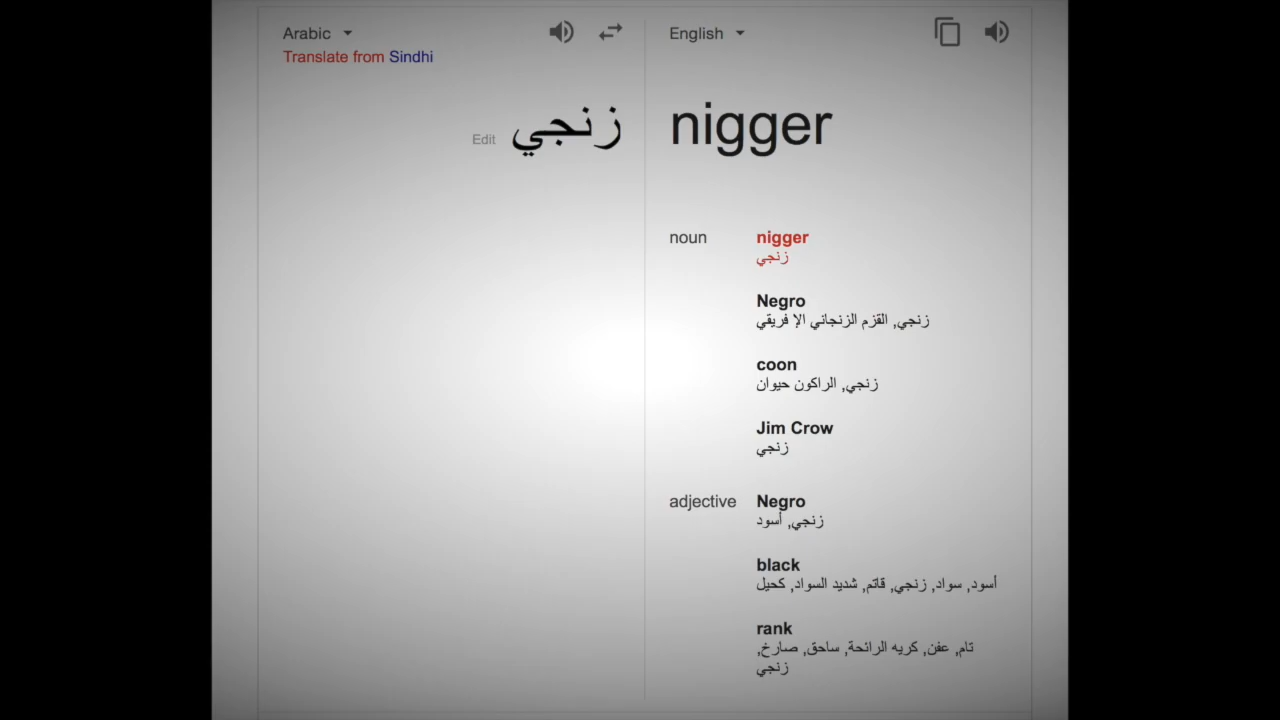 Arabic
Translate from Sindhi
Edit زنجي
English
nigger
noun nigger
زنجي
Negro
زنجي, القزم الزنجاني الإ فريقي
coon
زنجي, الراكون حيوان
Jim Crow
زنجي
adjective Negro
زنجي, أسود
black
أسود, سواد, زنجي, قاتم, شديد السواد, كحيل
rank
تام, عفن, كريه الرائحة, ساحق, صارخ,
زنجي